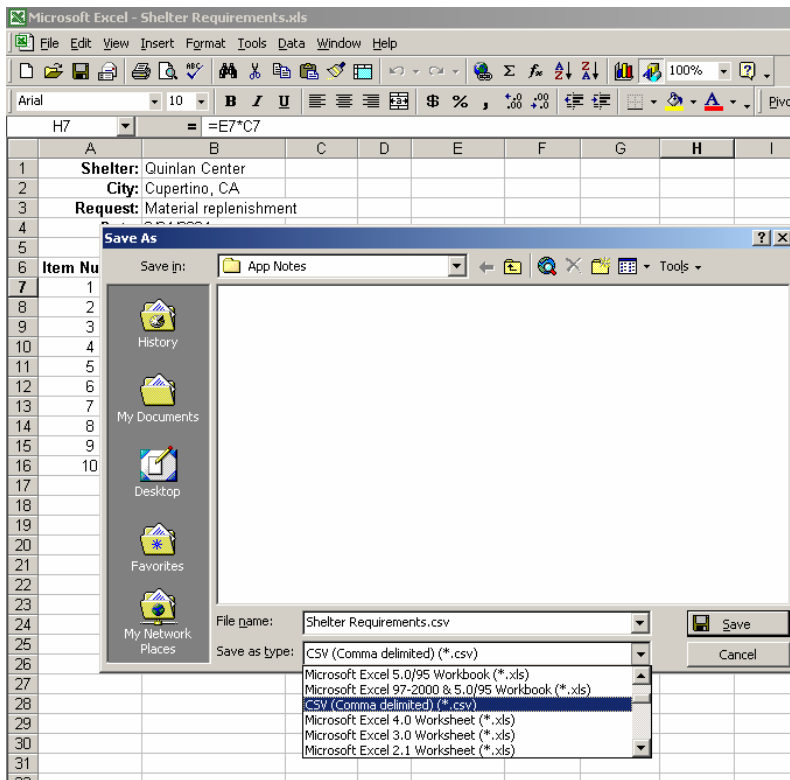 Microsoft Excel - Shelter Requirements.xls
File Edit View Insert Format Tools Data Window Help
100%
Arial 10 B I U $ % , Pivo
H7 = =E7*C7
A B C D E F G H I
1 Shelter: Quinlan Center
2 City: Cupertino, CA
3 Request: Material replenishment
4
Save As
5
6 Item Nu
Save in: App Notes Tools
7 1
8 2
9 3
History
10 4
11 5
12 6
13 7
My Documents
14 8
15 9
16 10
17
Desktop
18
19
20
21
Favorites
22
23
24
File name: Shelter Requirements.csv Save
My Network Places
25
Save as type: CSV (Comma delimited) (*.csv) Cancel
26
Microsoft Excel 5.0/95 Workbook (*.xls)
27
Microsoft Excel 97-2000 & 5.0/95 Workbook (*.xls)
28
CSV (Comma delimited) (*.csv)
29
Microsoft Excel 4.0 Worksheet (*.xls)
30
Microsoft Excel 3.0 Worksheet (*.xls)
31
Microsoft Excel 2.1 Worksheet (*.xls)